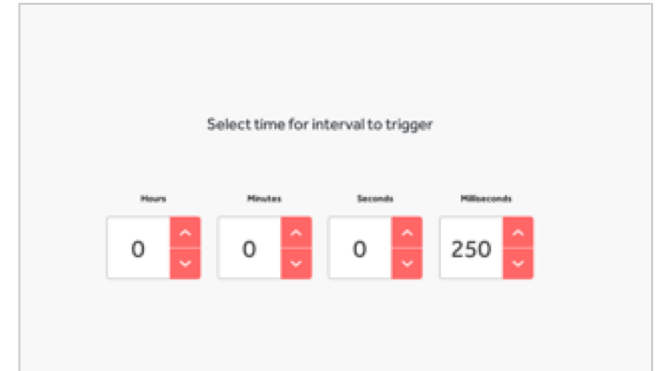 Select time for interval to trigger
Hours Minutes Seconds Milliseconds
0 0 0 250